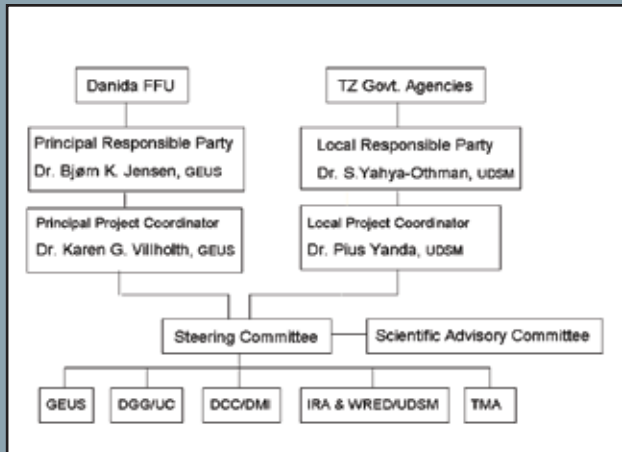 Danida FFU
TZ Govt. Agencies
Principal Responsible Party
Dr. Bjørn K. Jensen, GEUS
Local Responsible Party
Dr. S.Yahya-Othman, UDSM
Principal Project Coordinator
Dr. Karen G. Villholth, GEUS
Local Project Coordinator
Dr. Pius Yanda, UDSM
Steering Committee
Scientific Advisory Committee
GEUS
DGG/UC
DCC/DMI
IRA & WRED/UDSM
TMA